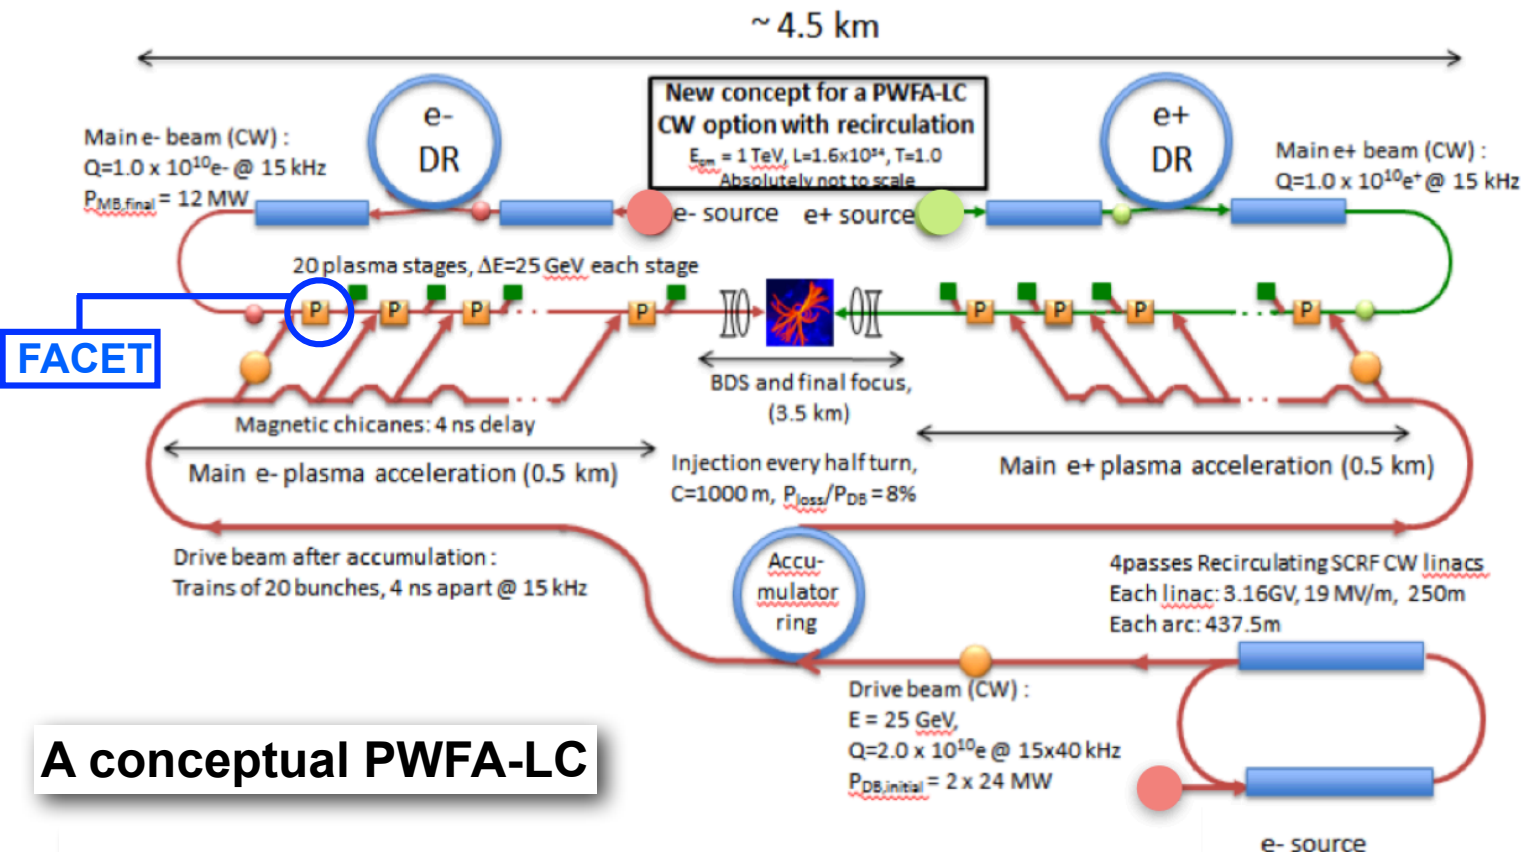 ~ 4.5 km
New concept for a PWFA-LC
CW option with recirculation
E_cm = 1 TeV, L=1.6x10³⁴, T=1.0
Absolutely not to scale
e-
DR
e+
DR
Main e- beam (CW) :
Q=1.0 x 10¹⁰e- @ 15 kHz
P_MB,final = 12 MW
Main e+ beam (CW) :
Q=1.0 x 10¹⁰e⁺ @ 15 kHz
e- source
e+ source
20 plasma stages, ΔE=25 GeV each stage
P
P
P
P
P
P
P
P
FACET
BDS and final focus,
(3.5 km)
Magnetic chicanes: 4 ns delay
Main e- plasma acceleration (0.5 km)
Injection every half turn,
C=1000 m, P_loss/P_DB = 8%
Main e+ plasma acceleration (0.5 km)
Drive beam after accumulation :
Trains of 20 bunches, 4 ns apart @ 15 kHz
Accu-
mulator
ring
4passes Recirculating SCRF CW linacs
Each linac: 3.16GV, 19 MV/m, 250m
Each arc: 437.5m
Drive beam (CW) :
E = 25 GeV,
Q=2.0 x 10¹⁰e @ 15x40 kHz
P_DB,initial = 2 x 24 MW
A conceptual PWFA-LC
e- source